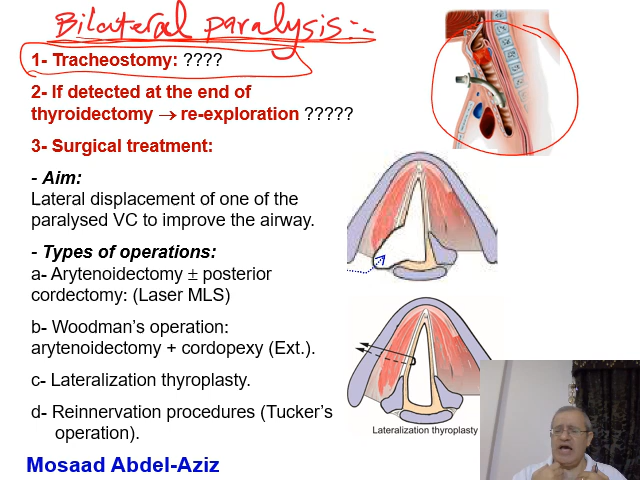 Bilateral paralysis:-
1- Tracheostomy: ????
2- If detected at the end of
thyroidectomy → re-exploration ?????
3- Surgical treatment:
- Aim:
Lateral displacement of one of the
paralysed VC to improve the airway.
- Types of operations:
a- Arytenoidectomy ± posterior
cordectomy: (Laser MLS)
b- Woodman’s operation:
arytenoidectomy + cordopexy (Ext.).
c- Lateralization thyroplasty.
d- Reinnervation procedures (Tucker’s
operation).
Lateralization thyroplasty
Mosaad Abdel-Aziz